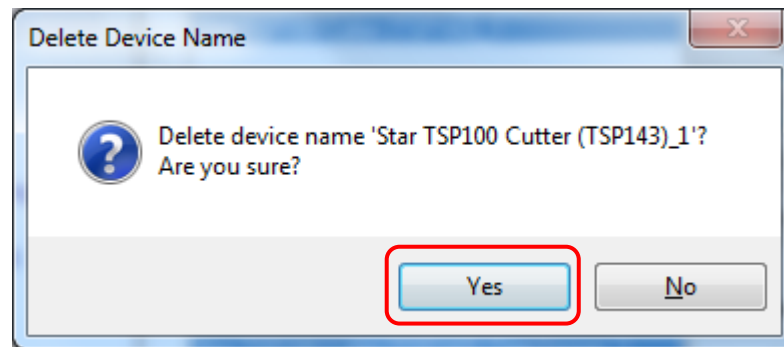 Delete Device Name
Delete device name 'Star TSP100 Cutter (TSP143)_1'?
Are you sure?
Yes
No